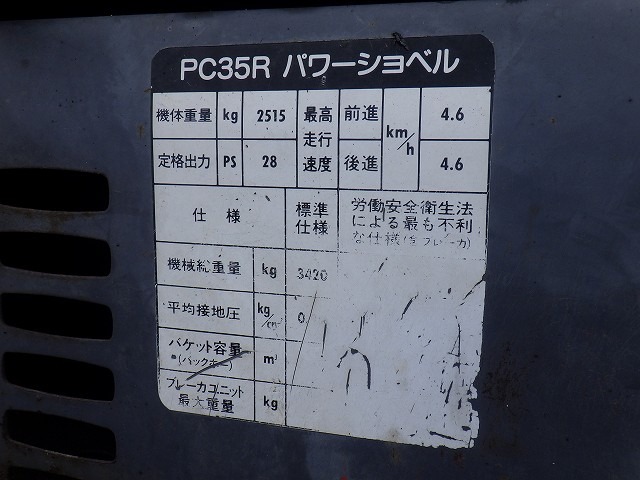 PC35R パワーショベル
機体重量 kg 2515 最高走行速度 前進 km/h 4.6
定格出力 PS 28 後進 4.6
仕様 標準仕様 労働安全衛生法
による最も不利
な仕様(含ブレーカ)
機械総重量 kg 3420
平均接地圧 kg/cm² 0
バケット容量 m³
(バックホー)
ブレーカユニット
最大重量 kg